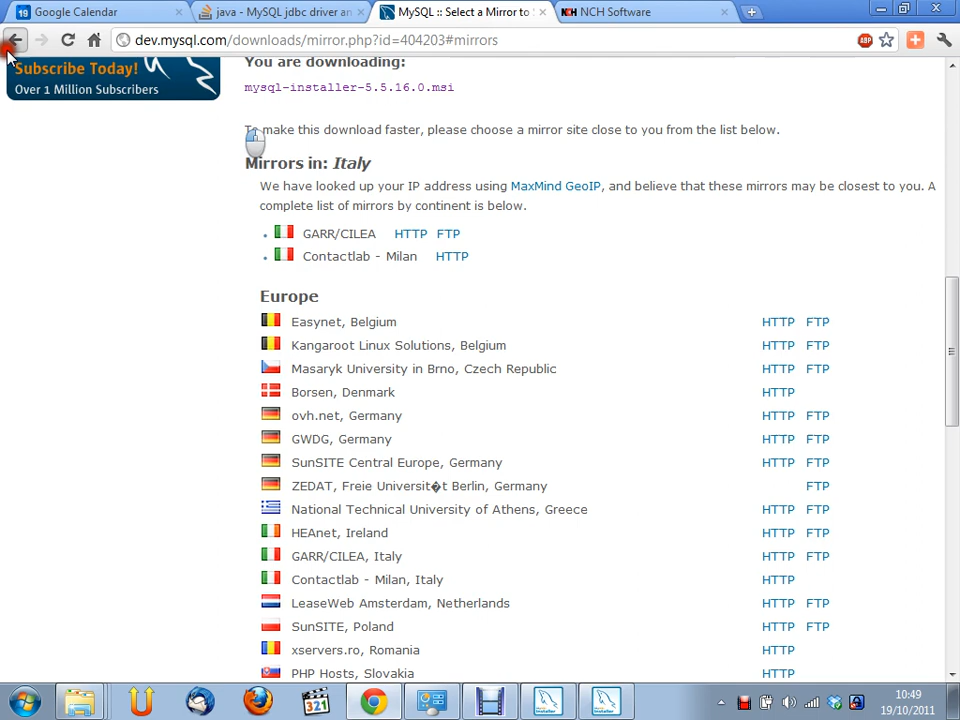 19 Google Calendar
java - MySQL jdbc driver an
MySQL :: Select a Mirror to
NCH NCH Software
dev.mysql.com/downloads/mirror.php?id=404203#mirrors
ABP
Subscribe Today!
Over 1 Million Subscribers
You are downloading:
mysql-installer-5.5.16.0.msi
To make this download faster, please choose a mirror site close to you from the list below.
Mirrors in: Italy
We have looked up your IP address using MaxMind GeoIP, and believe that these mirrors may be closest to you. A
complete list of mirrors by continent is below.
GARR/CILEA HTTP FTP
Contactlab - Milan HTTP
Europe
Easynet, Belgium HTTP FTP
Kangaroot Linux Solutions, Belgium HTTP FTP
Masaryk University in Brno, Czech Republic HTTP FTP
Borsen, Denmark HTTP
ovh.net, Germany HTTP FTP
GWDG, Germany HTTP FTP
SunSITE Central Europe, Germany HTTP FTP
ZEDAT, Freie Universit�t Berlin, Germany FTP
National Technical University of Athens, Greece HTTP FTP
HEAnet, Ireland HTTP FTP
GARR/CILEA, Italy HTTP FTP
Contactlab - Milan, Italy HTTP
LeaseWeb Amsterdam, Netherlands HTTP FTP
SunSITE, Poland HTTP FTP
xservers.ro, Romania HTTP
PHP Hosts, Slovakia HTTP
321
10:49
19/10/2011